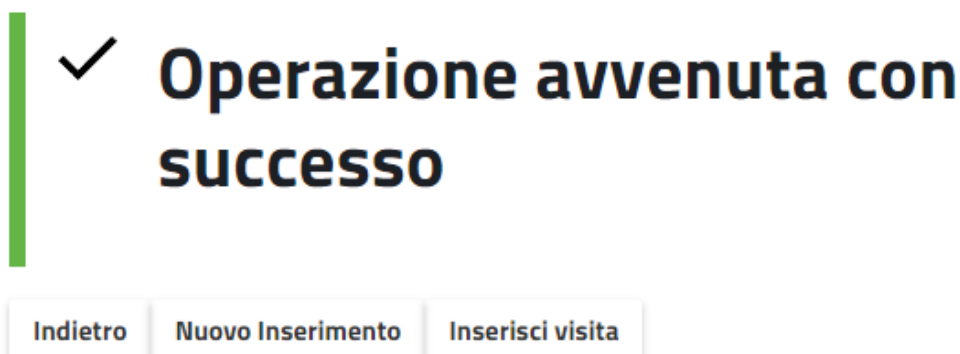 Operazione avvenuta con
successo
Indietro Nuovo Inserimento Inserisci visita